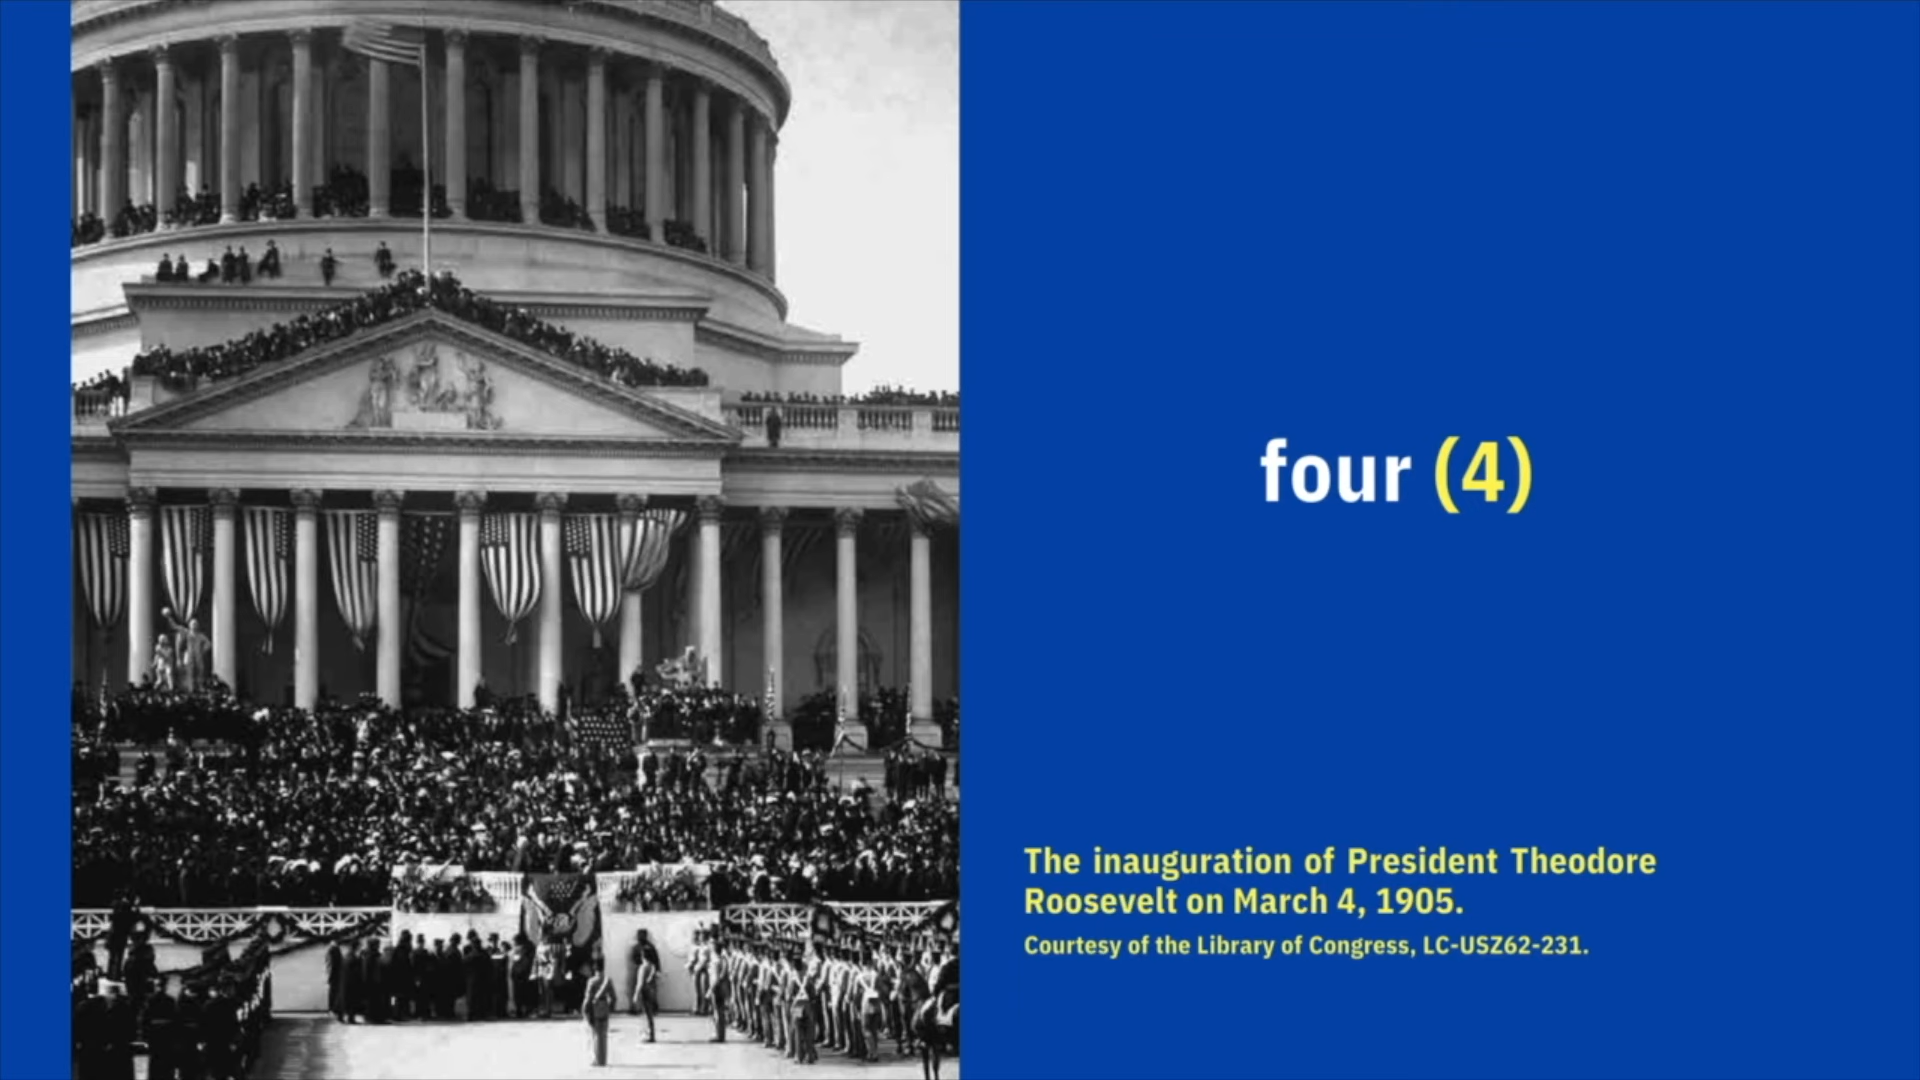 four (4)
The inauguration of President Theodore
Roosevelt on March 4, 1905.
Courtesy of the Library of Congress, LC-USZ62-231.